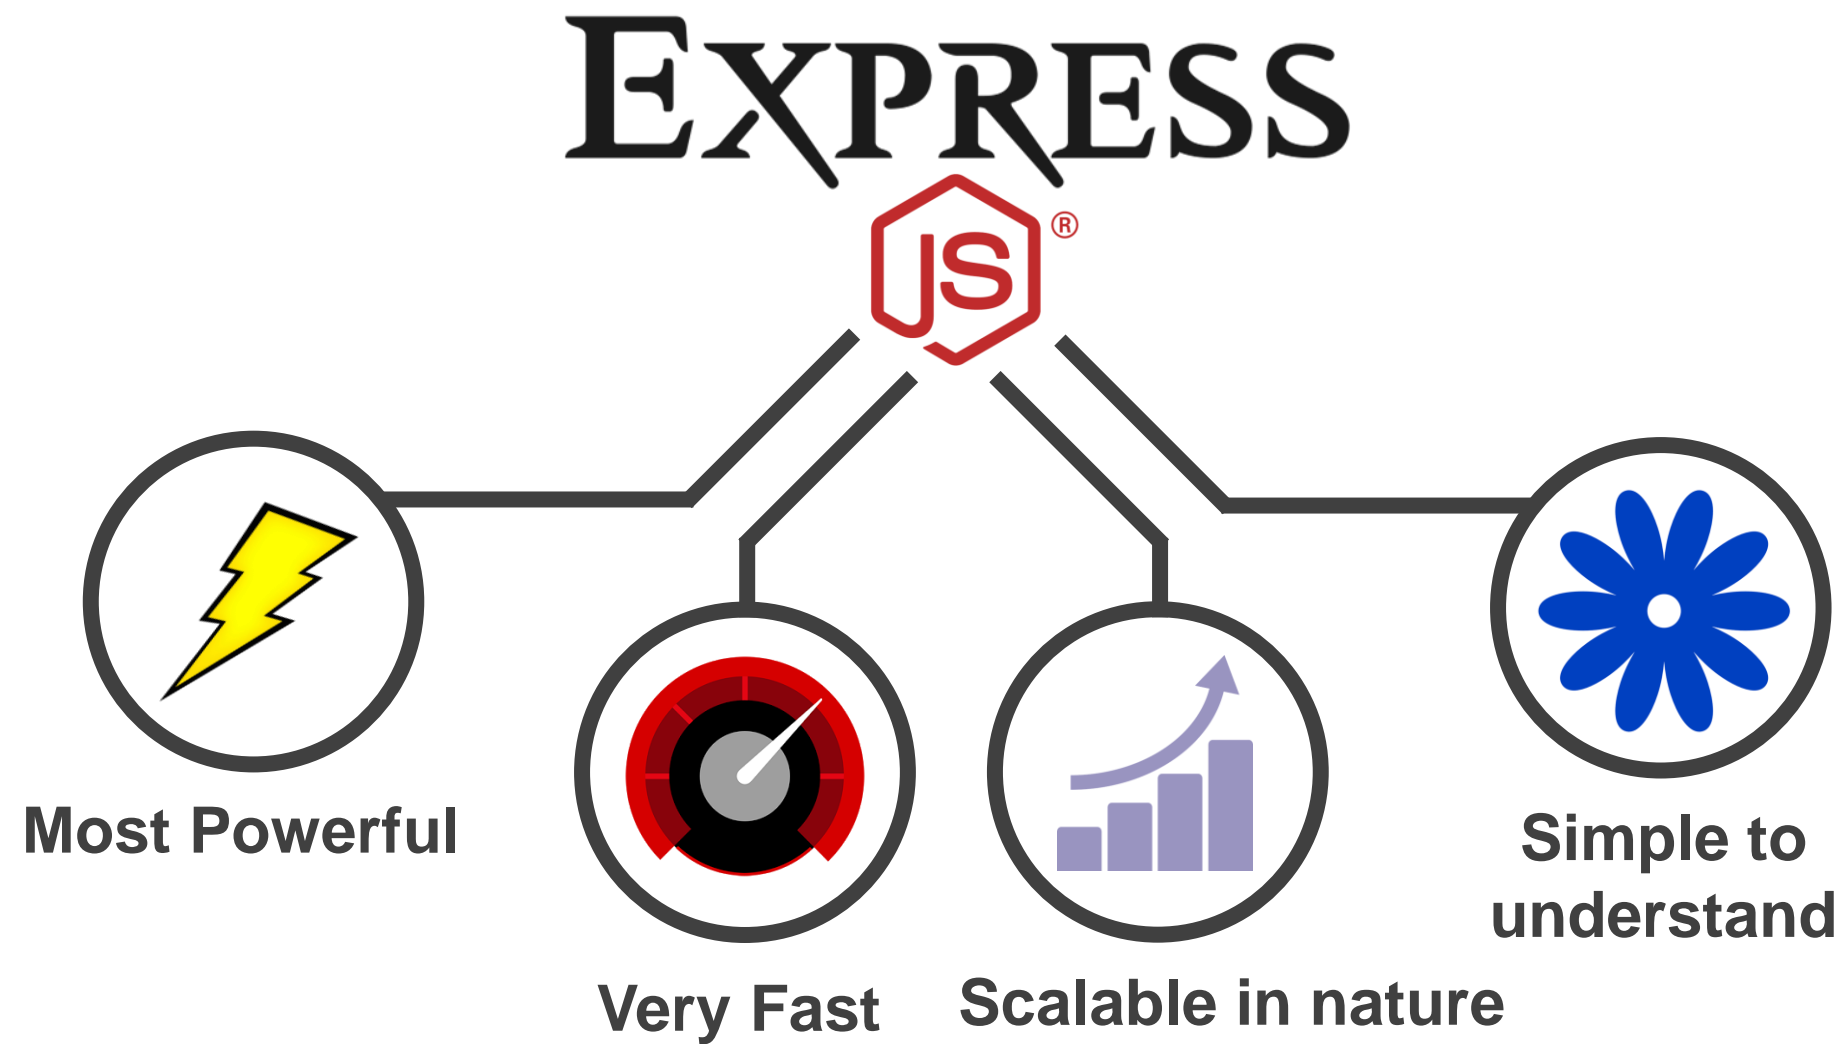 EXPRESS
JS®
Most Powerful
Very Fast
Scalable in nature
Simple to
understand